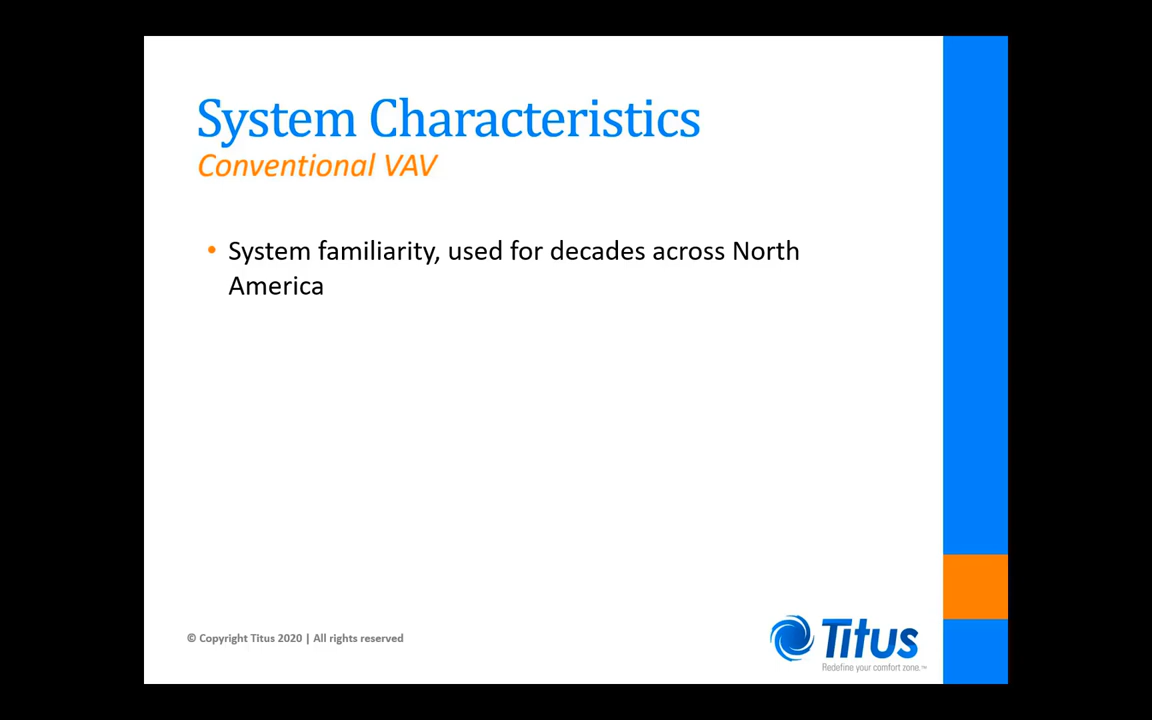 System Characteristics
Conventional VAV
• System familiarity, used for decades across North
America
© Copyright Titus 2020 | All rights reserved
Titus
Redefine your comfort zone.™